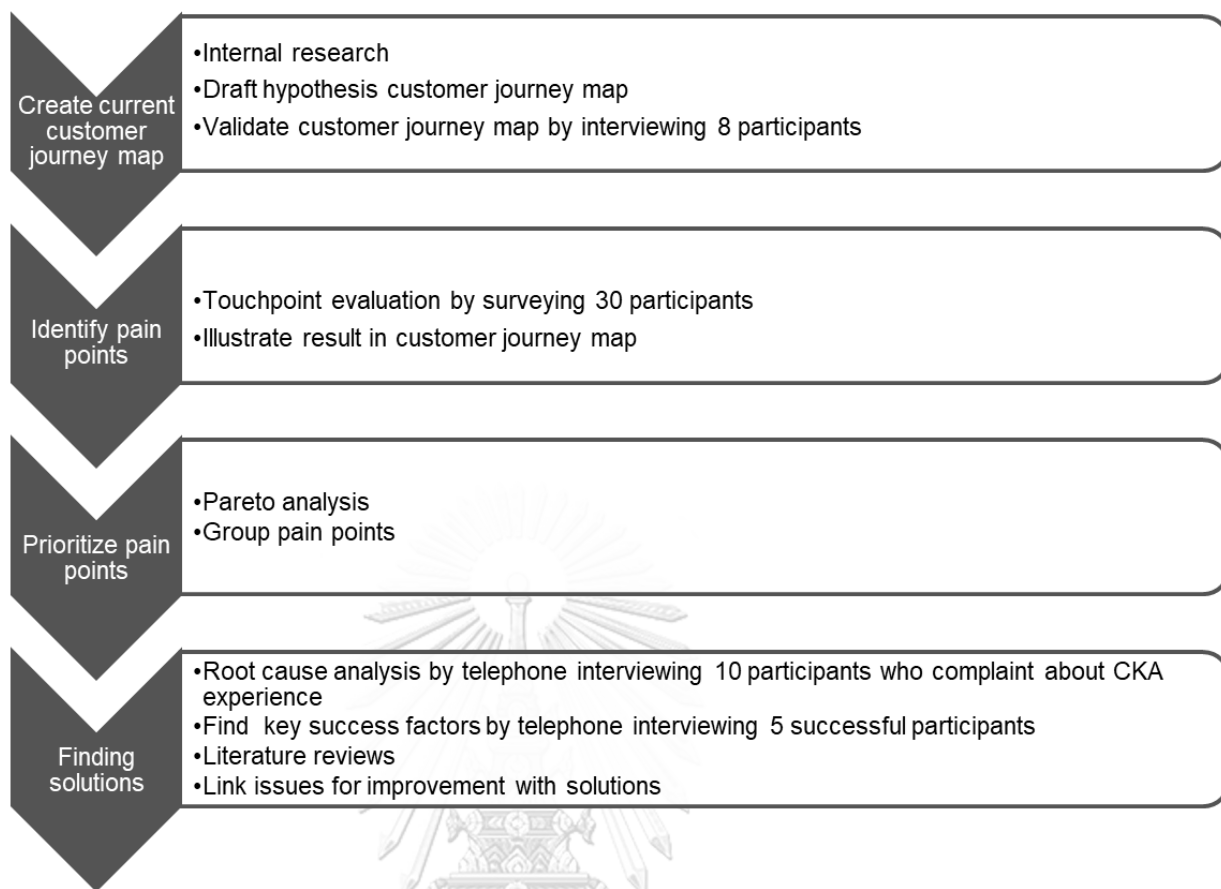 Create current
customer
journey map
•Internal research
•Draft hypothesis customer journey map
•Validate customer journey map by interviewing 8 participants
Identify pain
points
•Touchpoint evaluation by surveying 30 participants
•Illustrate result in customer journey map
Prioritize pain
points
•Pareto analysis
•Group pain points
Finding
solutions
•Root cause analysis by telephone interviewing 10 participants who complaint about CKA
experience
•Find key success factors by telephone interviewing 5 successful participants
•Literature reviews
•Link issues for improvement with solutions